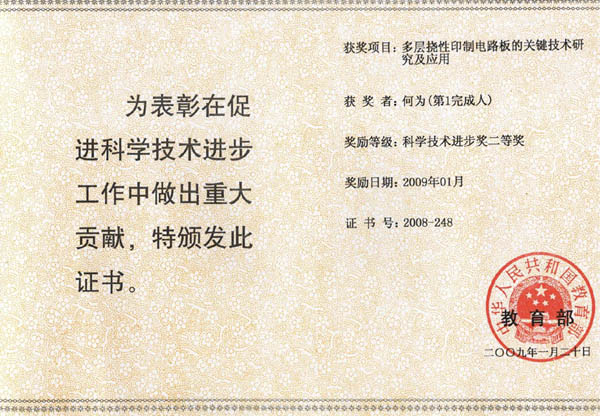 为表彰在促
进科学技术进步
工作中做出重大
贡献，特颁发此
证书。
获奖项目：多层挠性印制电路板的关键技术研
究及应用
获奖者：何为(第1完成人)
奖励等级：科学技术进步奖二等奖
奖励日期：2009年01月
证书号：2008-248
中华人民共和国教育部
教育部
二〇〇九年一月二十日